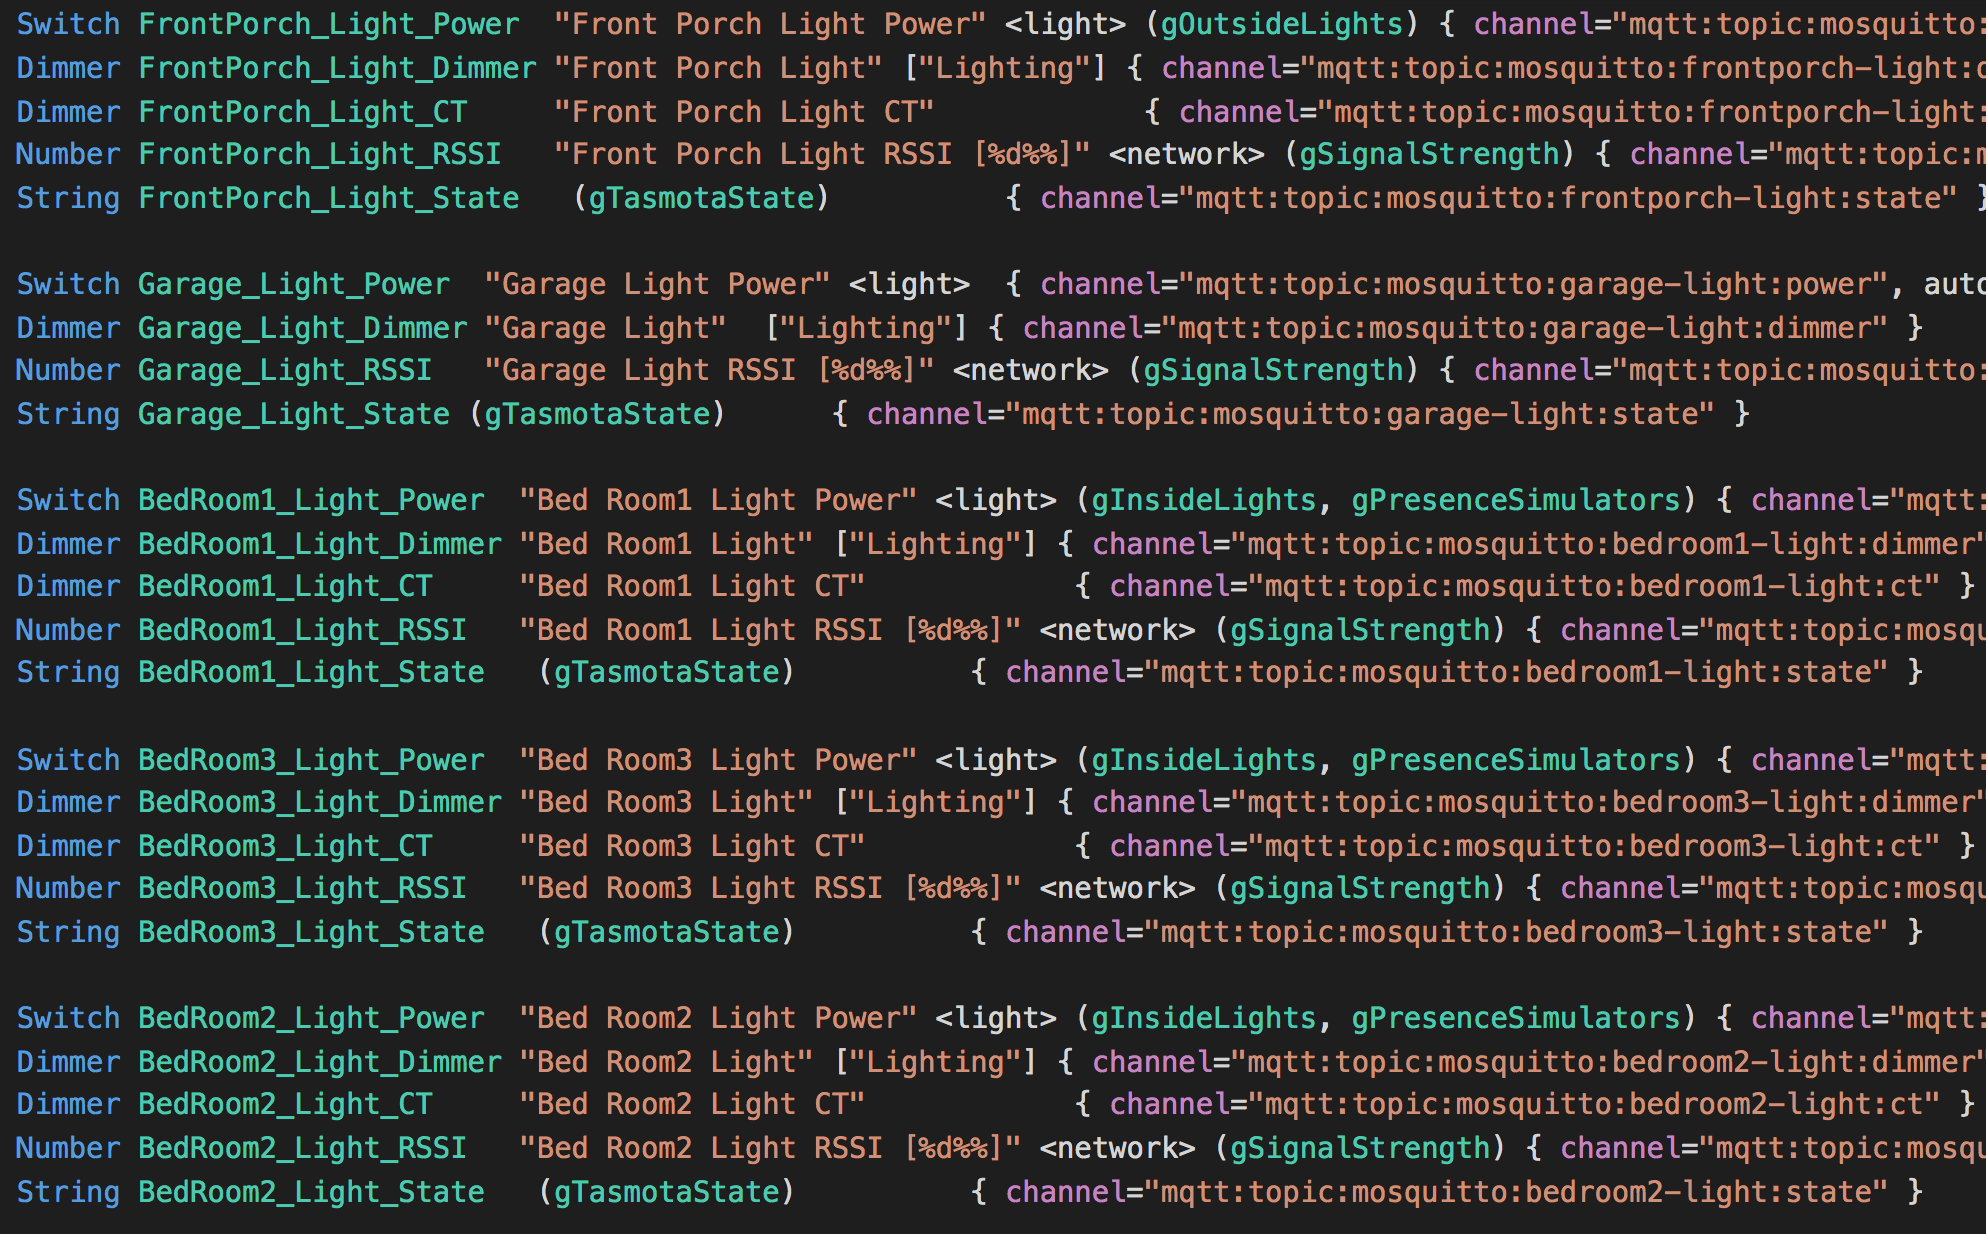 Switch FrontPorch_Light_Power  "Front Porch Light Power" <light> (gOutsideLights) { channel="mqtt:topic:mosquitto:
Dimmer FrontPorch_Light_Dimmer "Front Porch Light" ["Lighting"] { channel="mqtt:topic:mosquitto:frontporch-light:
Dimmer FrontPorch_Light_CT     "Front Porch Light CT"            { channel="mqtt:topic:mosquitto:frontporch-light:
Number FrontPorch_Light_RSSI   "Front Porch Light RSSI [%d%%]" <network> (gSignalStrength) { channel="mqtt:topic:
String FrontPorch_Light_State   (gTasmotaState)          { channel="mqtt:topic:mosquitto:frontporch-light:state" }

Switch Garage_Light_Power  "Garage Light Power" <light>  { channel="mqtt:topic:mosquitto:garage-light:power", auto
Dimmer Garage_Light_Dimmer "Garage Light"  ["Lighting"] { channel="mqtt:topic:mosquitto:garage-light:dimmer" }
Number Garage_Light_RSSI   "Garage Light RSSI [%d%%]" <network> (gSignalStrength) { channel="mqtt:topic:mosquitto:
String Garage_Light_State (gTasmotaState)      { channel="mqtt:topic:mosquitto:garage-light:state" }

Switch BedRoom1_Light_Power  "Bed Room1 Light Power" <light> (gInsideLights, gPresenceSimulators) { channel="mqtt:
Dimmer BedRoom1_Light_Dimmer "Bed Room1 Light" ["Lighting"] { channel="mqtt:topic:mosquitto:bedroom1-light:dimmer"
Dimmer BedRoom1_Light_CT     "Bed Room1 Light CT"            { channel="mqtt:topic:mosquitto:bedroom1-light:ct" }
Number BedRoom1_Light_RSSI   "Bed Room1 Light RSSI [%d%%]" <network> (gSignalStrength) { channel="mqtt:topic:mosqu
String BedRoom1_Light_State   (gTasmotaState)          { channel="mqtt:topic:mosquitto:bedroom1-light:state" }

Switch BedRoom3_Light_Power  "Bed Room3 Light Power" <light> (gInsideLights, gPresenceSimulators) { channel="mqtt:
Dimmer BedRoom3_Light_Dimmer "Bed Room3 Light" ["Lighting"] { channel="mqtt:topic:mosquitto:bedroom3-light:dimmer"
Dimmer BedRoom3_Light_CT     "Bed Room3 Light CT"            { channel="mqtt:topic:mosquitto:bedroom3-light:ct" }
Number BedRoom3_Light_RSSI   "Bed Room3 Light RSSI [%d%%]" <network> (gSignalStrength) { channel="mqtt:topic:mosqu
String BedRoom3_Light_State   (gTasmotaState)          { channel="mqtt:topic:mosquitto:bedroom3-light:state" }

Switch BedRoom2_Light_Power  "Bed Room2 Light Power" <light> (gInsideLights, gPresenceSimulators) { channel="mqtt:
Dimmer BedRoom2_Light_Dimmer "Bed Room2 Light" ["Lighting"] { channel="mqtt:topic:mosquitto:bedroom2-light:dimmer"
Dimmer BedRoom2_Light_CT     "Bed Room2 Light CT"            { channel="mqtt:topic:mosquitto:bedroom2-light:ct" }
Number BedRoom2_Light_RSSI   "Bed Room2 Light RSSI [%d%%]" <network> (gSignalStrength) { channel="mqtt:topic:mosqu
String BedRoom2_Light_State   (gTasmotaState)          { channel="mqtt:topic:mosquitto:bedroom2-light:state" }